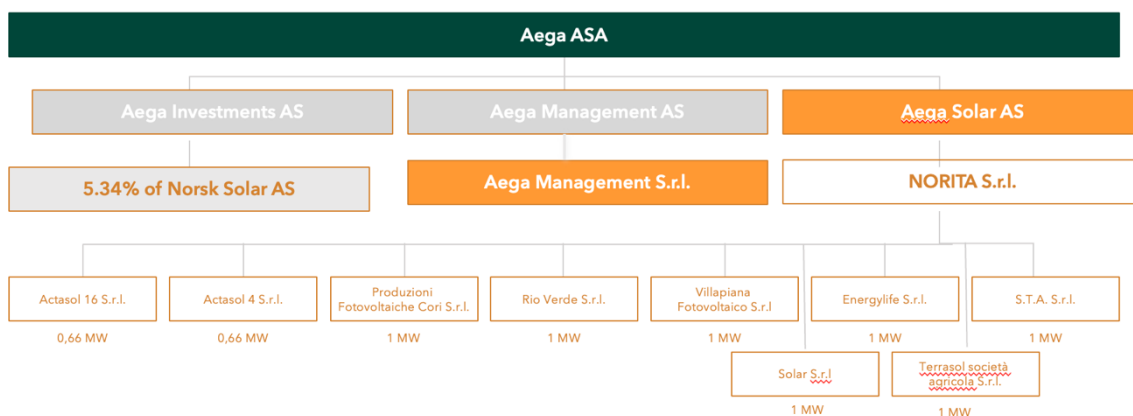 Aega ASA
Aega Investments AS
Aega Management AS
Aega Solar AS
5.34% of Norsk Solar AS
Aega Management S.r.l.
NORITA S.r.l.
Actasol 16 S.r.l.
Actasol 4 S.r.l.
Produzioni
Fotovoltaiche Cori S.r.l.
Rio Verde S.r.l.
Villapiana
Fotovoltaico S.r.l
Energylife S.r.l.
S.T.A. S.r.l.
0,66 MW
0,66 MW
1 MW
1 MW
1 MW
1 MW
1 MW
Solar S.r.l
Terrasol società
agricola S.r.l.
1 MW
1 MW